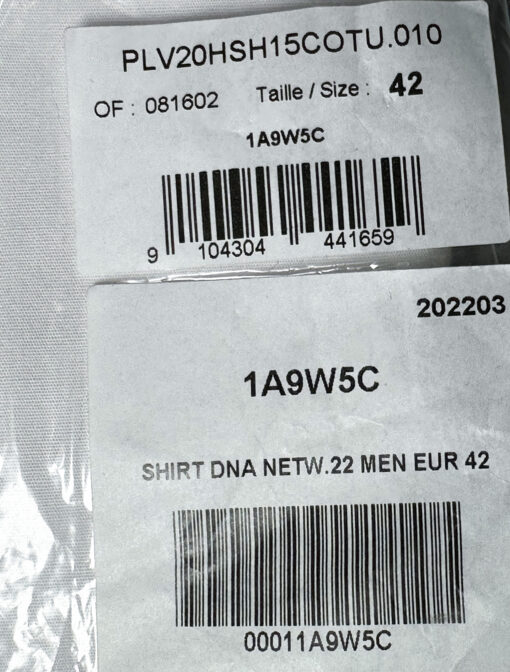 PLV20HSH15COTU.010
OF : 081602 Taille / Size : 42
1A9W5C
9 104304 441659
202203
1A9W5C
SHIRT DNA NETW.22 MEN EUR 42
00011A9W5C